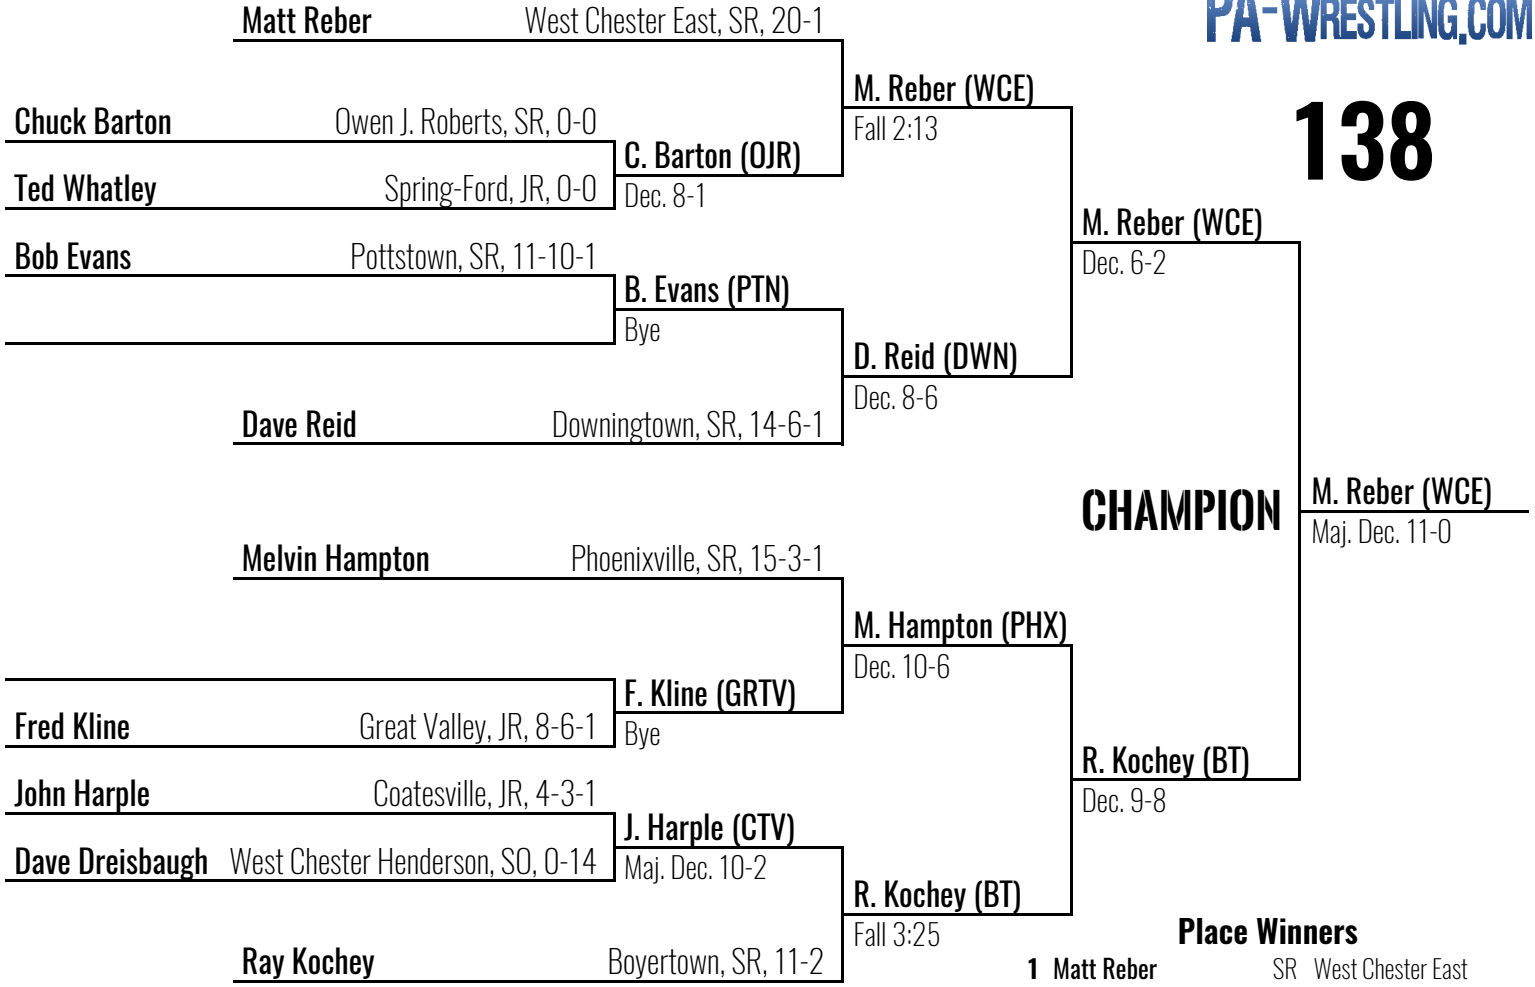 Matt Reber West Chester East, SR, 20-1
PA-WRESTLING.COM
M. Reber (WCE)
Fall 2:13
138
Chuck Barton Owen J. Roberts, SR, 0-0
C. Barton (OJR)
Dec. 8-1
Ted Whatley Spring-Ford, JR, 0-0
M. Reber (WCE)
Dec. 6-2
Bob Evans Pottstown, SR, 11-10-1
B. Evans (PTN)
Bye
D. Reid (DWN)
Dec. 8-6
Dave Reid Downingtown, SR, 14-6-1
CHAMPION
M. Reber (WCE)
Maj. Dec. 11-0
Melvin Hampton Phoenixville, SR, 15-3-1
M. Hampton (PHX)
Dec. 10-6
F. Kline (GRTV)
Bye
Fred Kline Great Valley, JR, 8-6-1
R. Kochey (BT)
Dec. 9-8
John Harple Coatesville, JR, 4-3-1
J. Harple (CTV)
Maj. Dec. 10-2
Dave Dreisbaugh West Chester Henderson, SO, 0-14
R. Kochey (BT)
Fall 3:25
Ray Kochey Boyertown, SR, 11-2
Place Winners
1 Matt Reber SR West Chester East